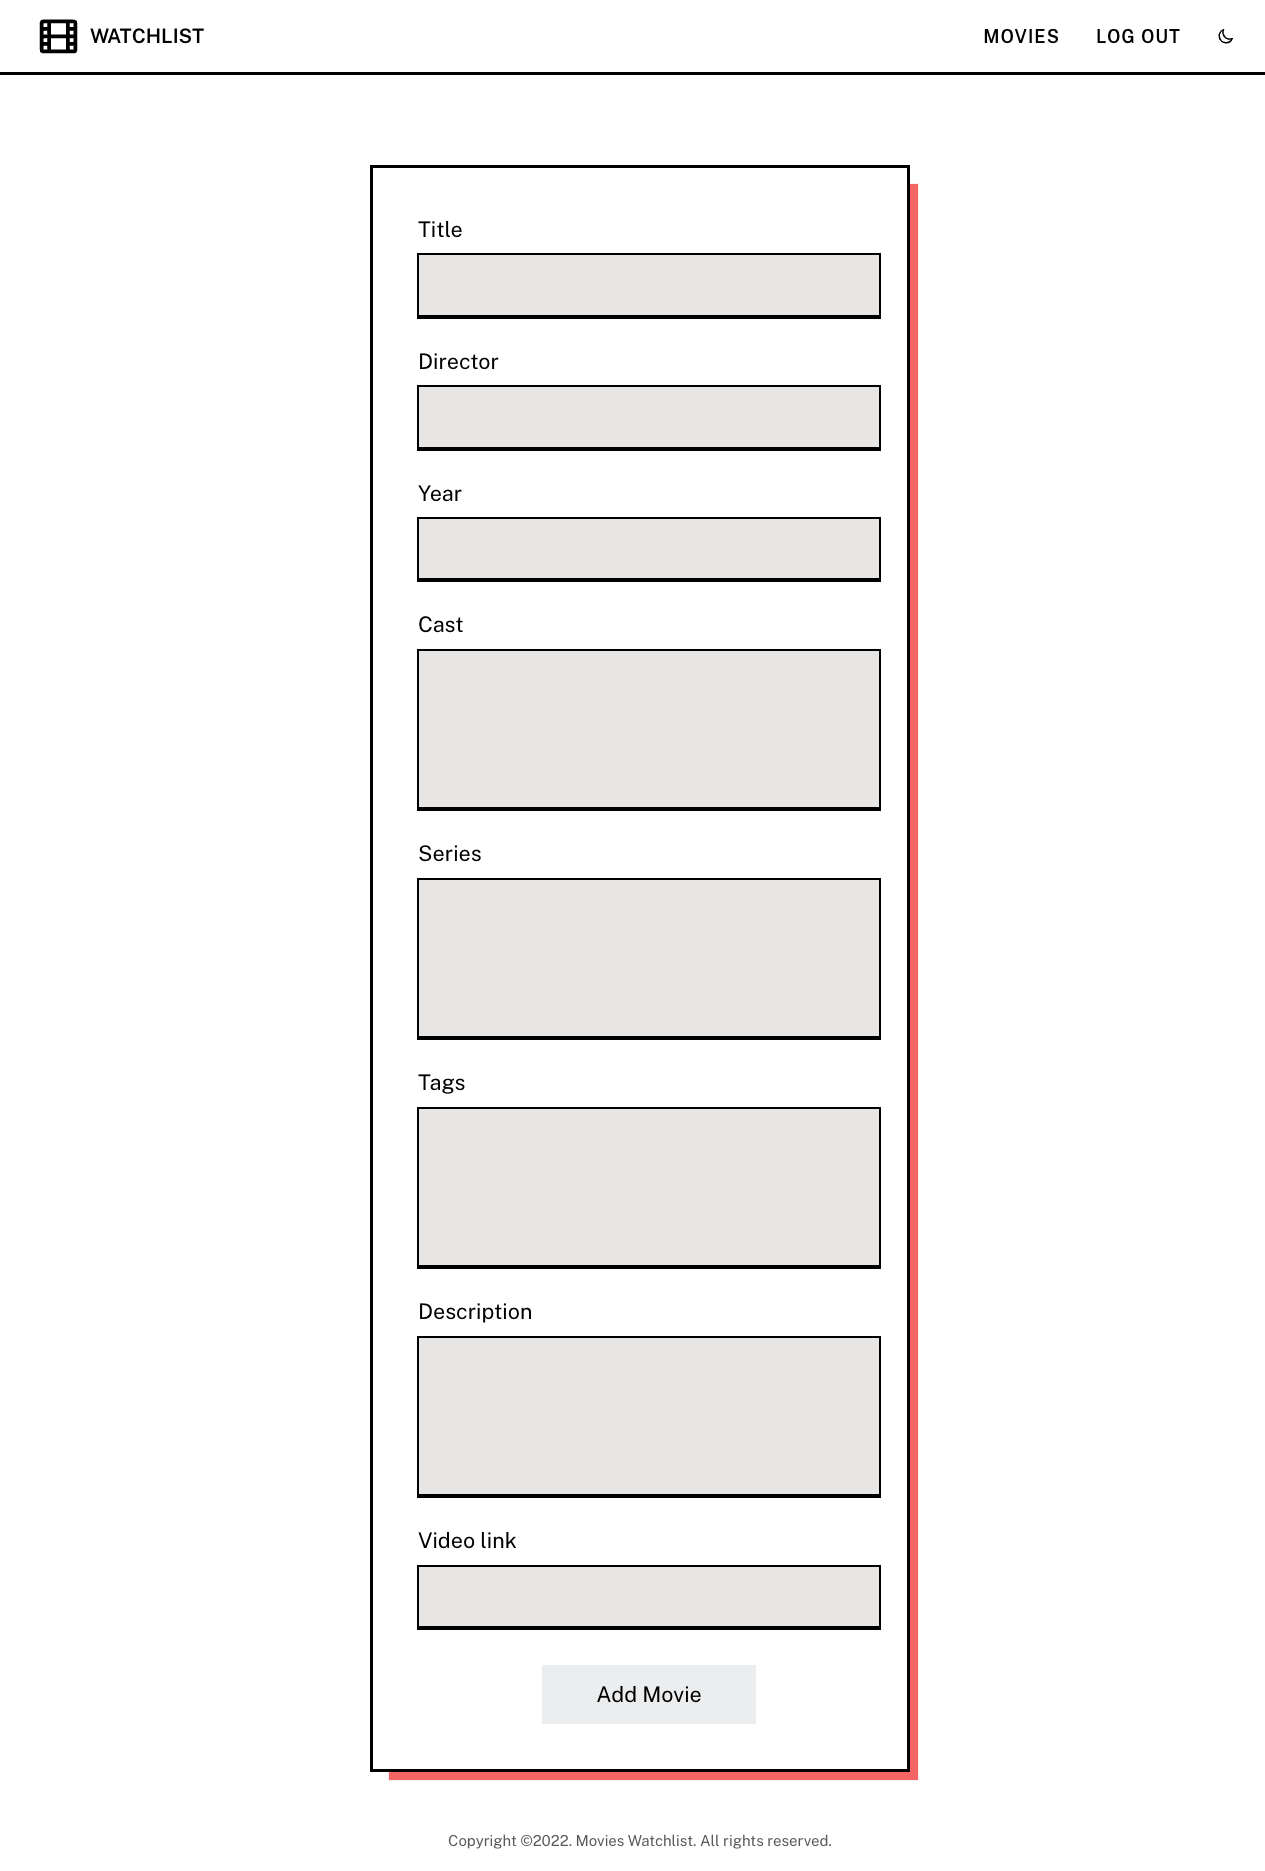 WATCHLIST
MOVIES LOG OUT
Title
Director
Year
Cast
Series
Tags
Description
Video link
Add Movie
Copyright ©2022. Movies Watchlist. All rights reserved.